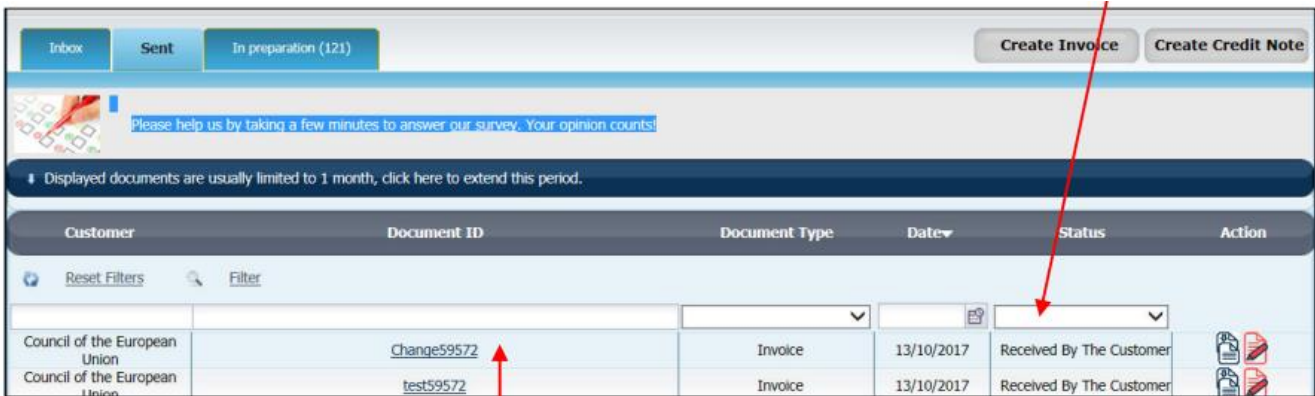 Inbox Sent In preparation (121) Create Invoice Create Credit Note
Please help us by taking a few minutes to answer our survey. Your opinion counts!
Displayed documents are usually limited to 1 month, click here to extend this period.
Customer Document ID Document Type Date Status Action
Reset Filters Filter
Council of the European
Union Change59572 Invoice 13/10/2017 Received By The Customer
Council of the European
Union test59572 Invoice 13/10/2017 Received By The Customer